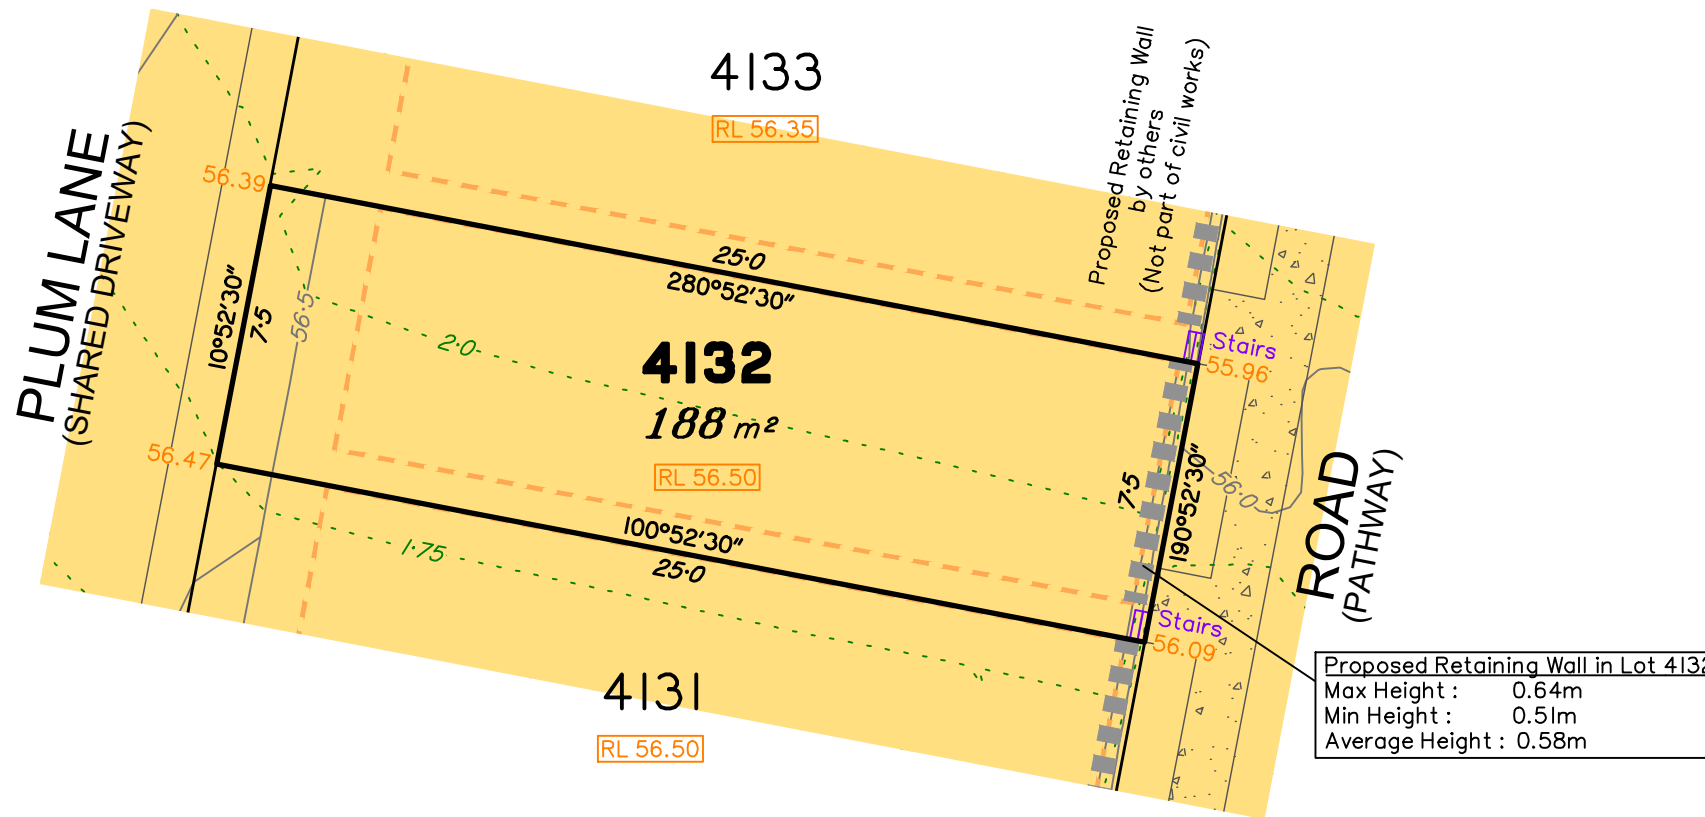 4133
RL 56.35
Proposed Retaining Wall
by others
(Not part of civil works)
PLUM LANE
(SHARED DRIVEWAY)
56.39
25·0
280°52'30"
10°52'30"
7·5
56·5
2·0
4132
188 m²
RL 56.50
Stairs
55.96
56.47
7·5
190°52'30"
56·0
ROAD
(PATHWAY)
1·75
100°52'30"
25·0
Stairs
56.09
4131
RL 56.50
Proposed Retaining Wall in Lot 4132
Max Height : 0.64m
Min Height : 0.51m
Average Height : 0.58m